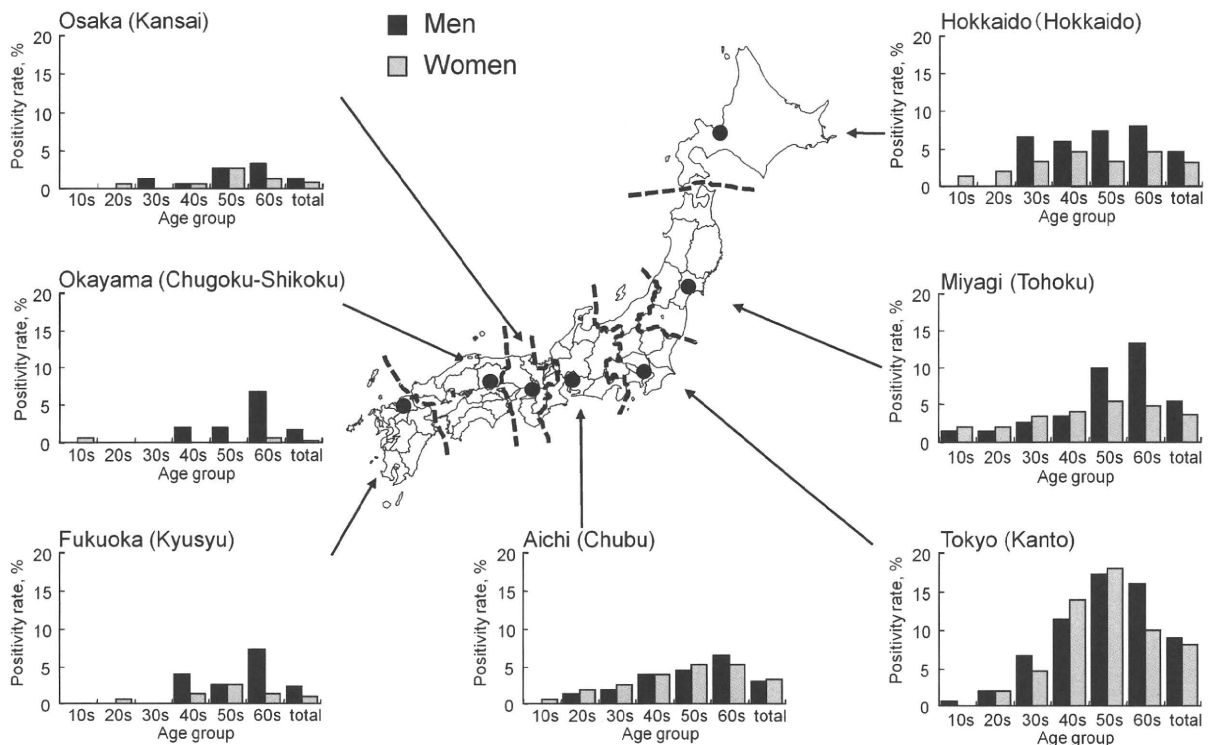 Osaka (Kansai)
20
15
10
5
0
Positivity rate, %
10s 20s 30s 40s 50s 60s total
Age group
Men
Women
Hokkaido (Hokkaido)
20
15
10
5
0
Positivity rate, %
10s 20s 30s 40s 50s 60s total
Age group
Okayama (Chugoku-Shikoku)
20
15
10
5
0
Positivity rate, %
10s 20s 30s 40s 50s 60s total
Age group
Miyagi (Tohoku)
20
15
10
5
0
Positivity rate, %
10s 20s 30s 40s 50s 60s total
Age group
Fukuoka (Kyusyu)
20
15
10
5
0
Positivity rate, %
10s 20s 30s 40s 50s 60s total
Age group
Aichi (Chubu)
20
15
10
5
0
Positivity rate, %
10s 20s 30s 40s 50s 60s total
Age group
Tokyo (Kanto)
20
15
10
5
0
Positivity rate, %
10s 20s 30s 40s 50s 60s total
Age group